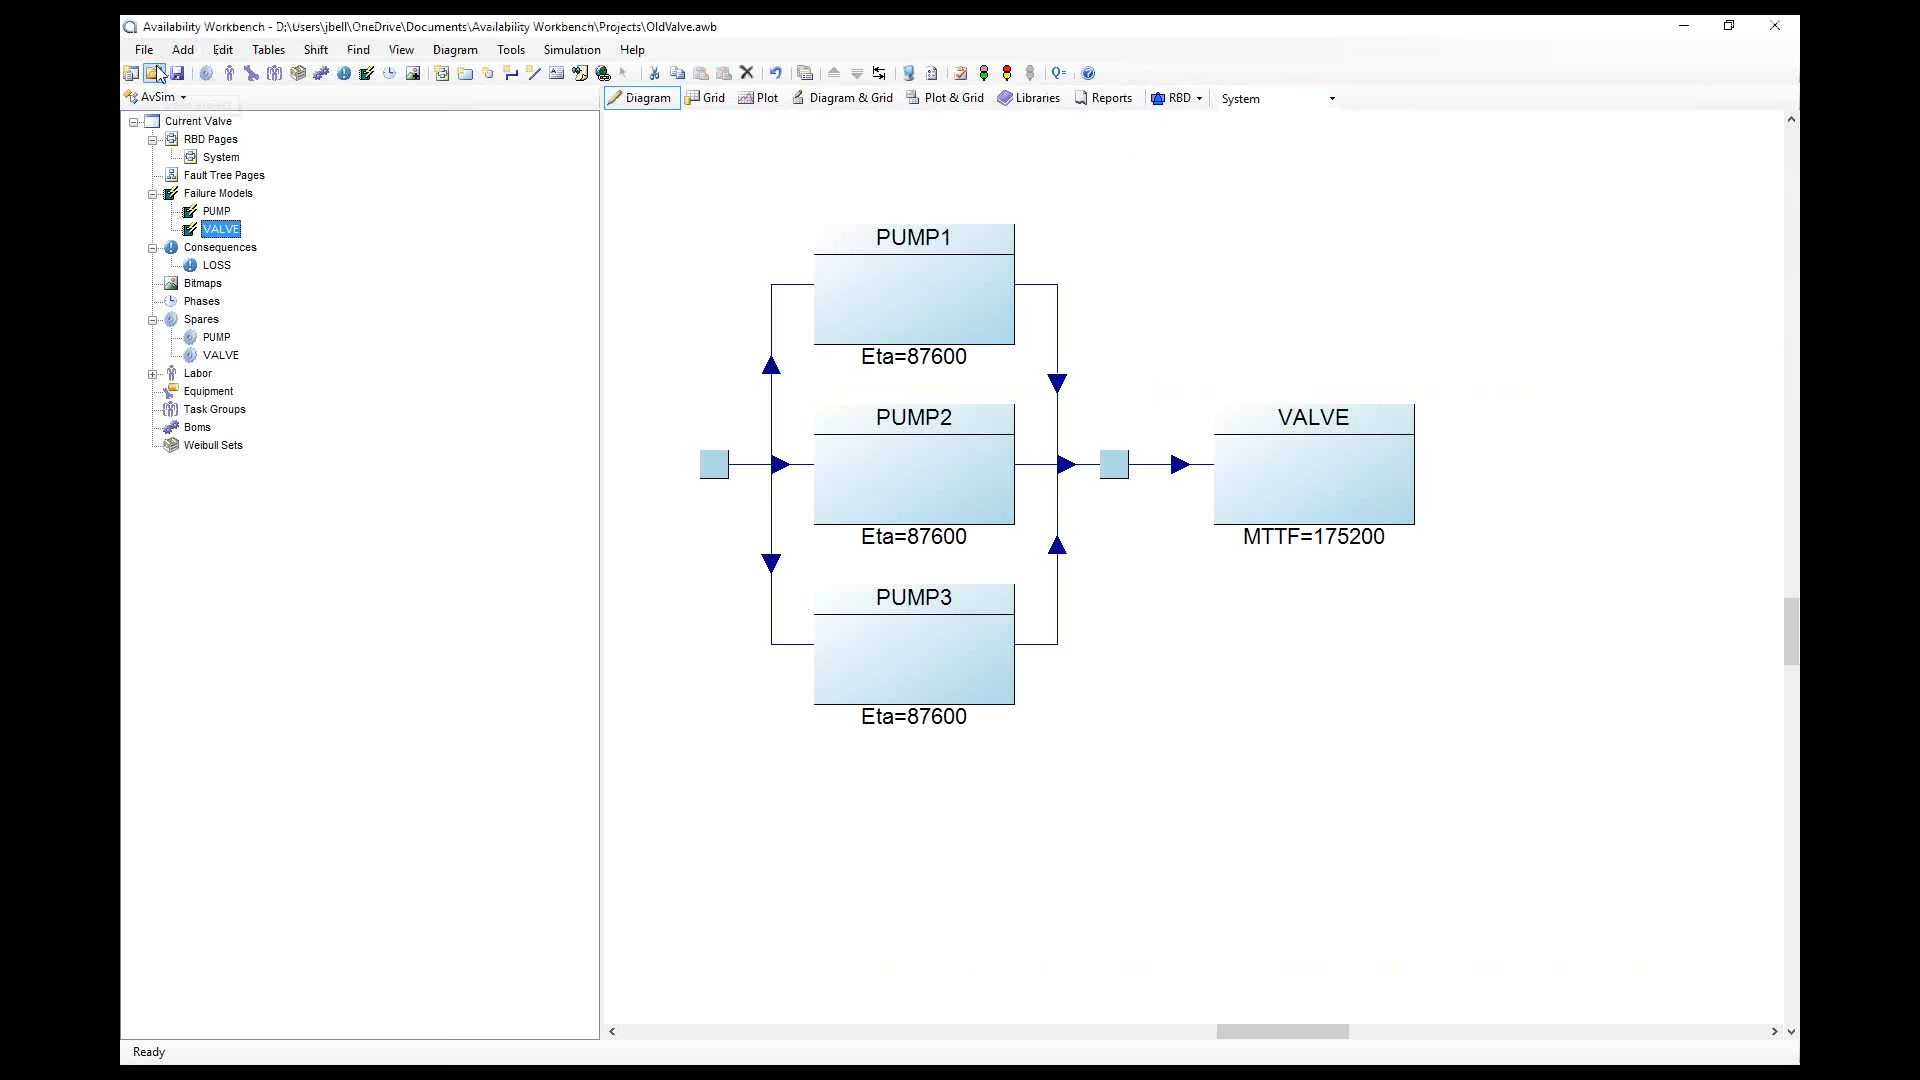 Availability Workbench - D:\Users\jbell\OneDrive\Documents\Availability Workbench\Projects\OldValve.awb
File Add Edit Tables Shift Find View Diagram Tools Simulation Help
AvSim
Diagram Grid Plot Diagram & Grid Plot & Grid Libraries Reports RBD System
Current Valve
RBD Pages
System
Fault Tree Pages
Failure Models
PUMP
VALVE
Consequences
LOSS
Bitmaps
Phases
Spares
PUMP
VALVE
Labor
Equipment
Task Groups
Boms
Weibull Sets
PUMP1
Eta=87600
PUMP2
Eta=87600
VALVE
MTTF=175200
PUMP3
Eta=87600
Ready